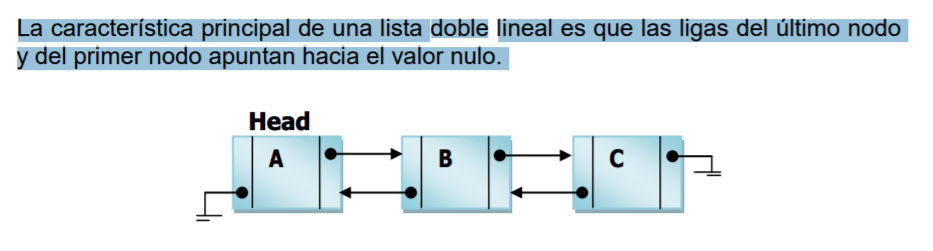 La característica principal de una lista doble lineal es que las ligas del último nodo
y del primer nodo apuntan hacia el valor nulo.
Head
A B C